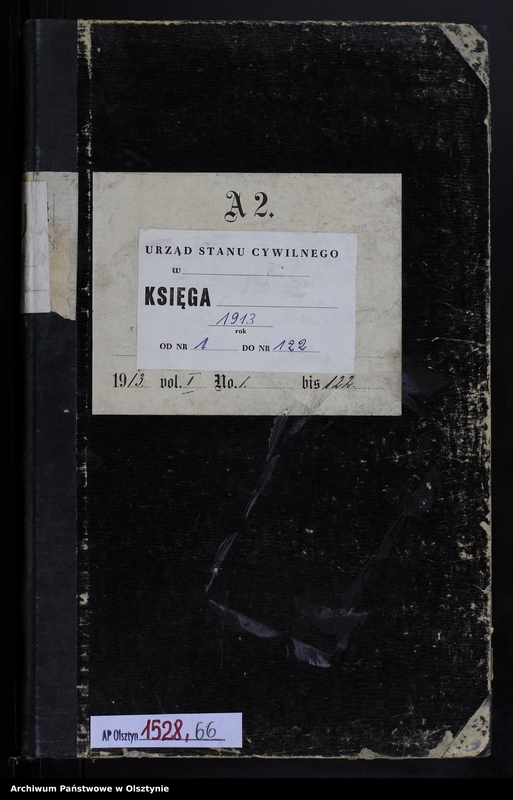 A 2.
URZĄD STANU CYWILNEGO
w
KSIĘGA
1913
rok
OD NR 1 DO NR 122
1913 vol. I No. 1. bis 122.
AP Olsztyn 1528, 66
Archiwum Państwowe w Olsztynie